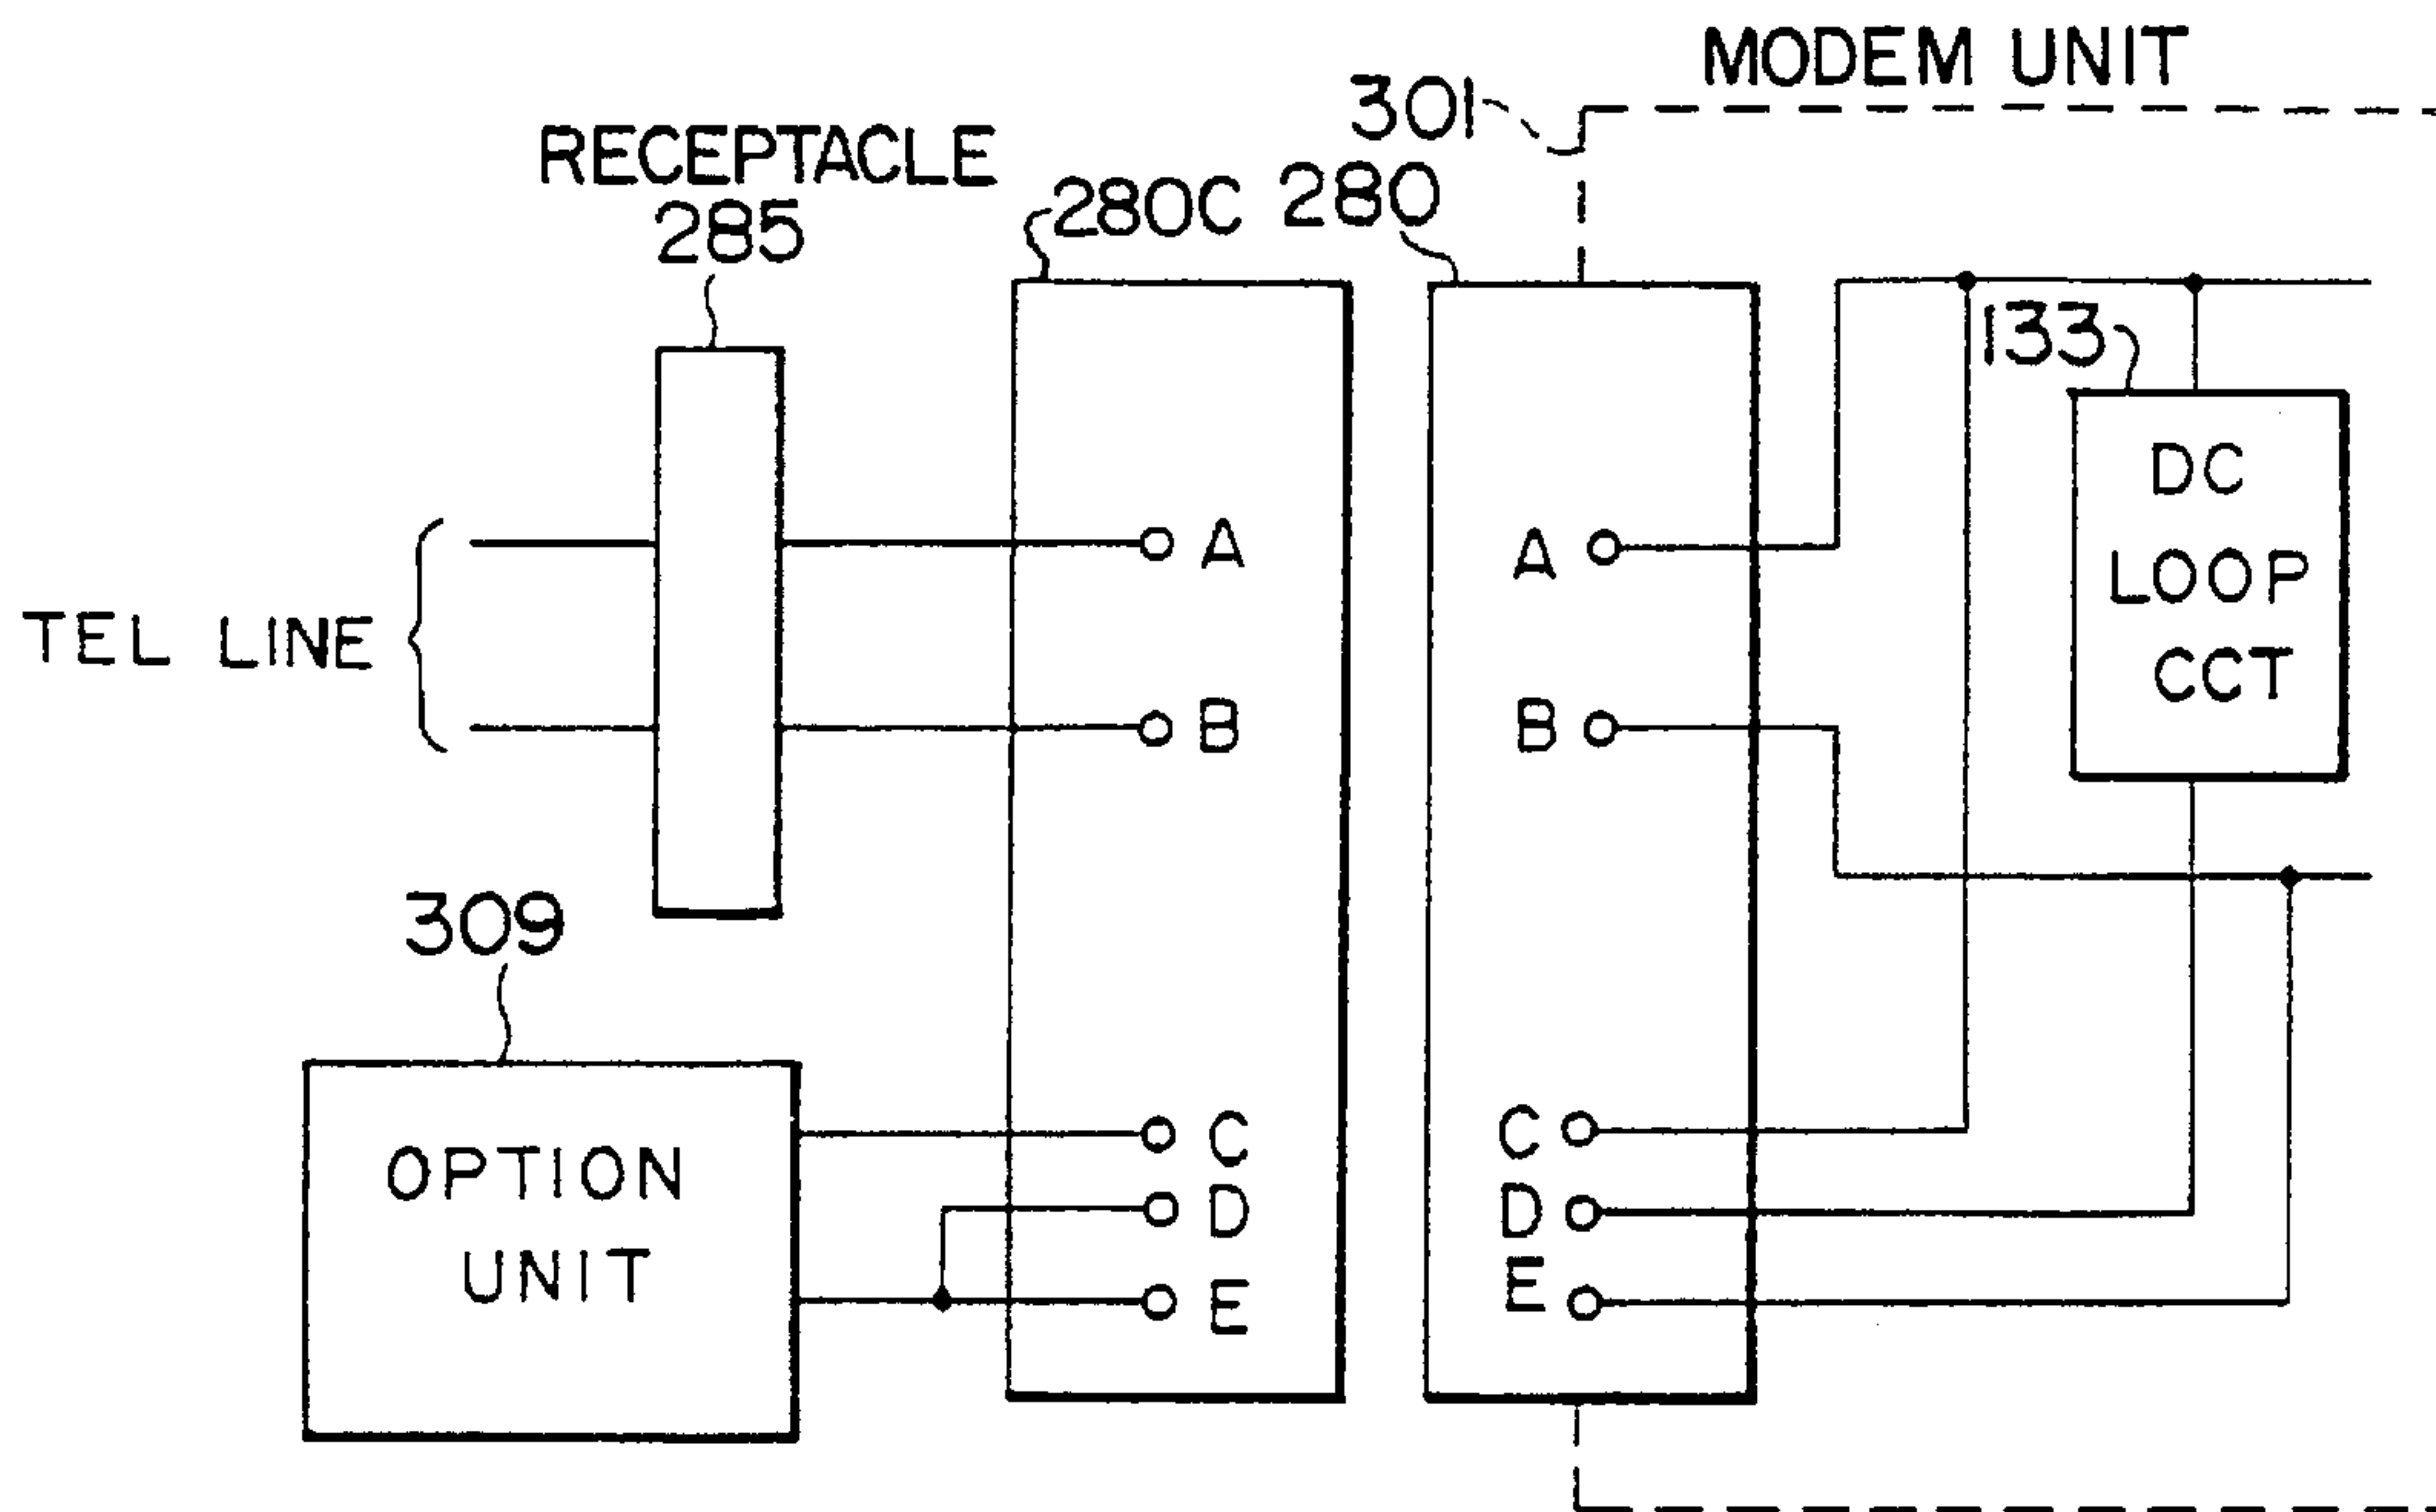 MODEM UNIT
301
RECEPTACLE
285
280C
280
133
DC
LOOP
CCT
TEL LINE
A
B
A
B
309
OPTION
UNIT
C
D
E
C
D
E